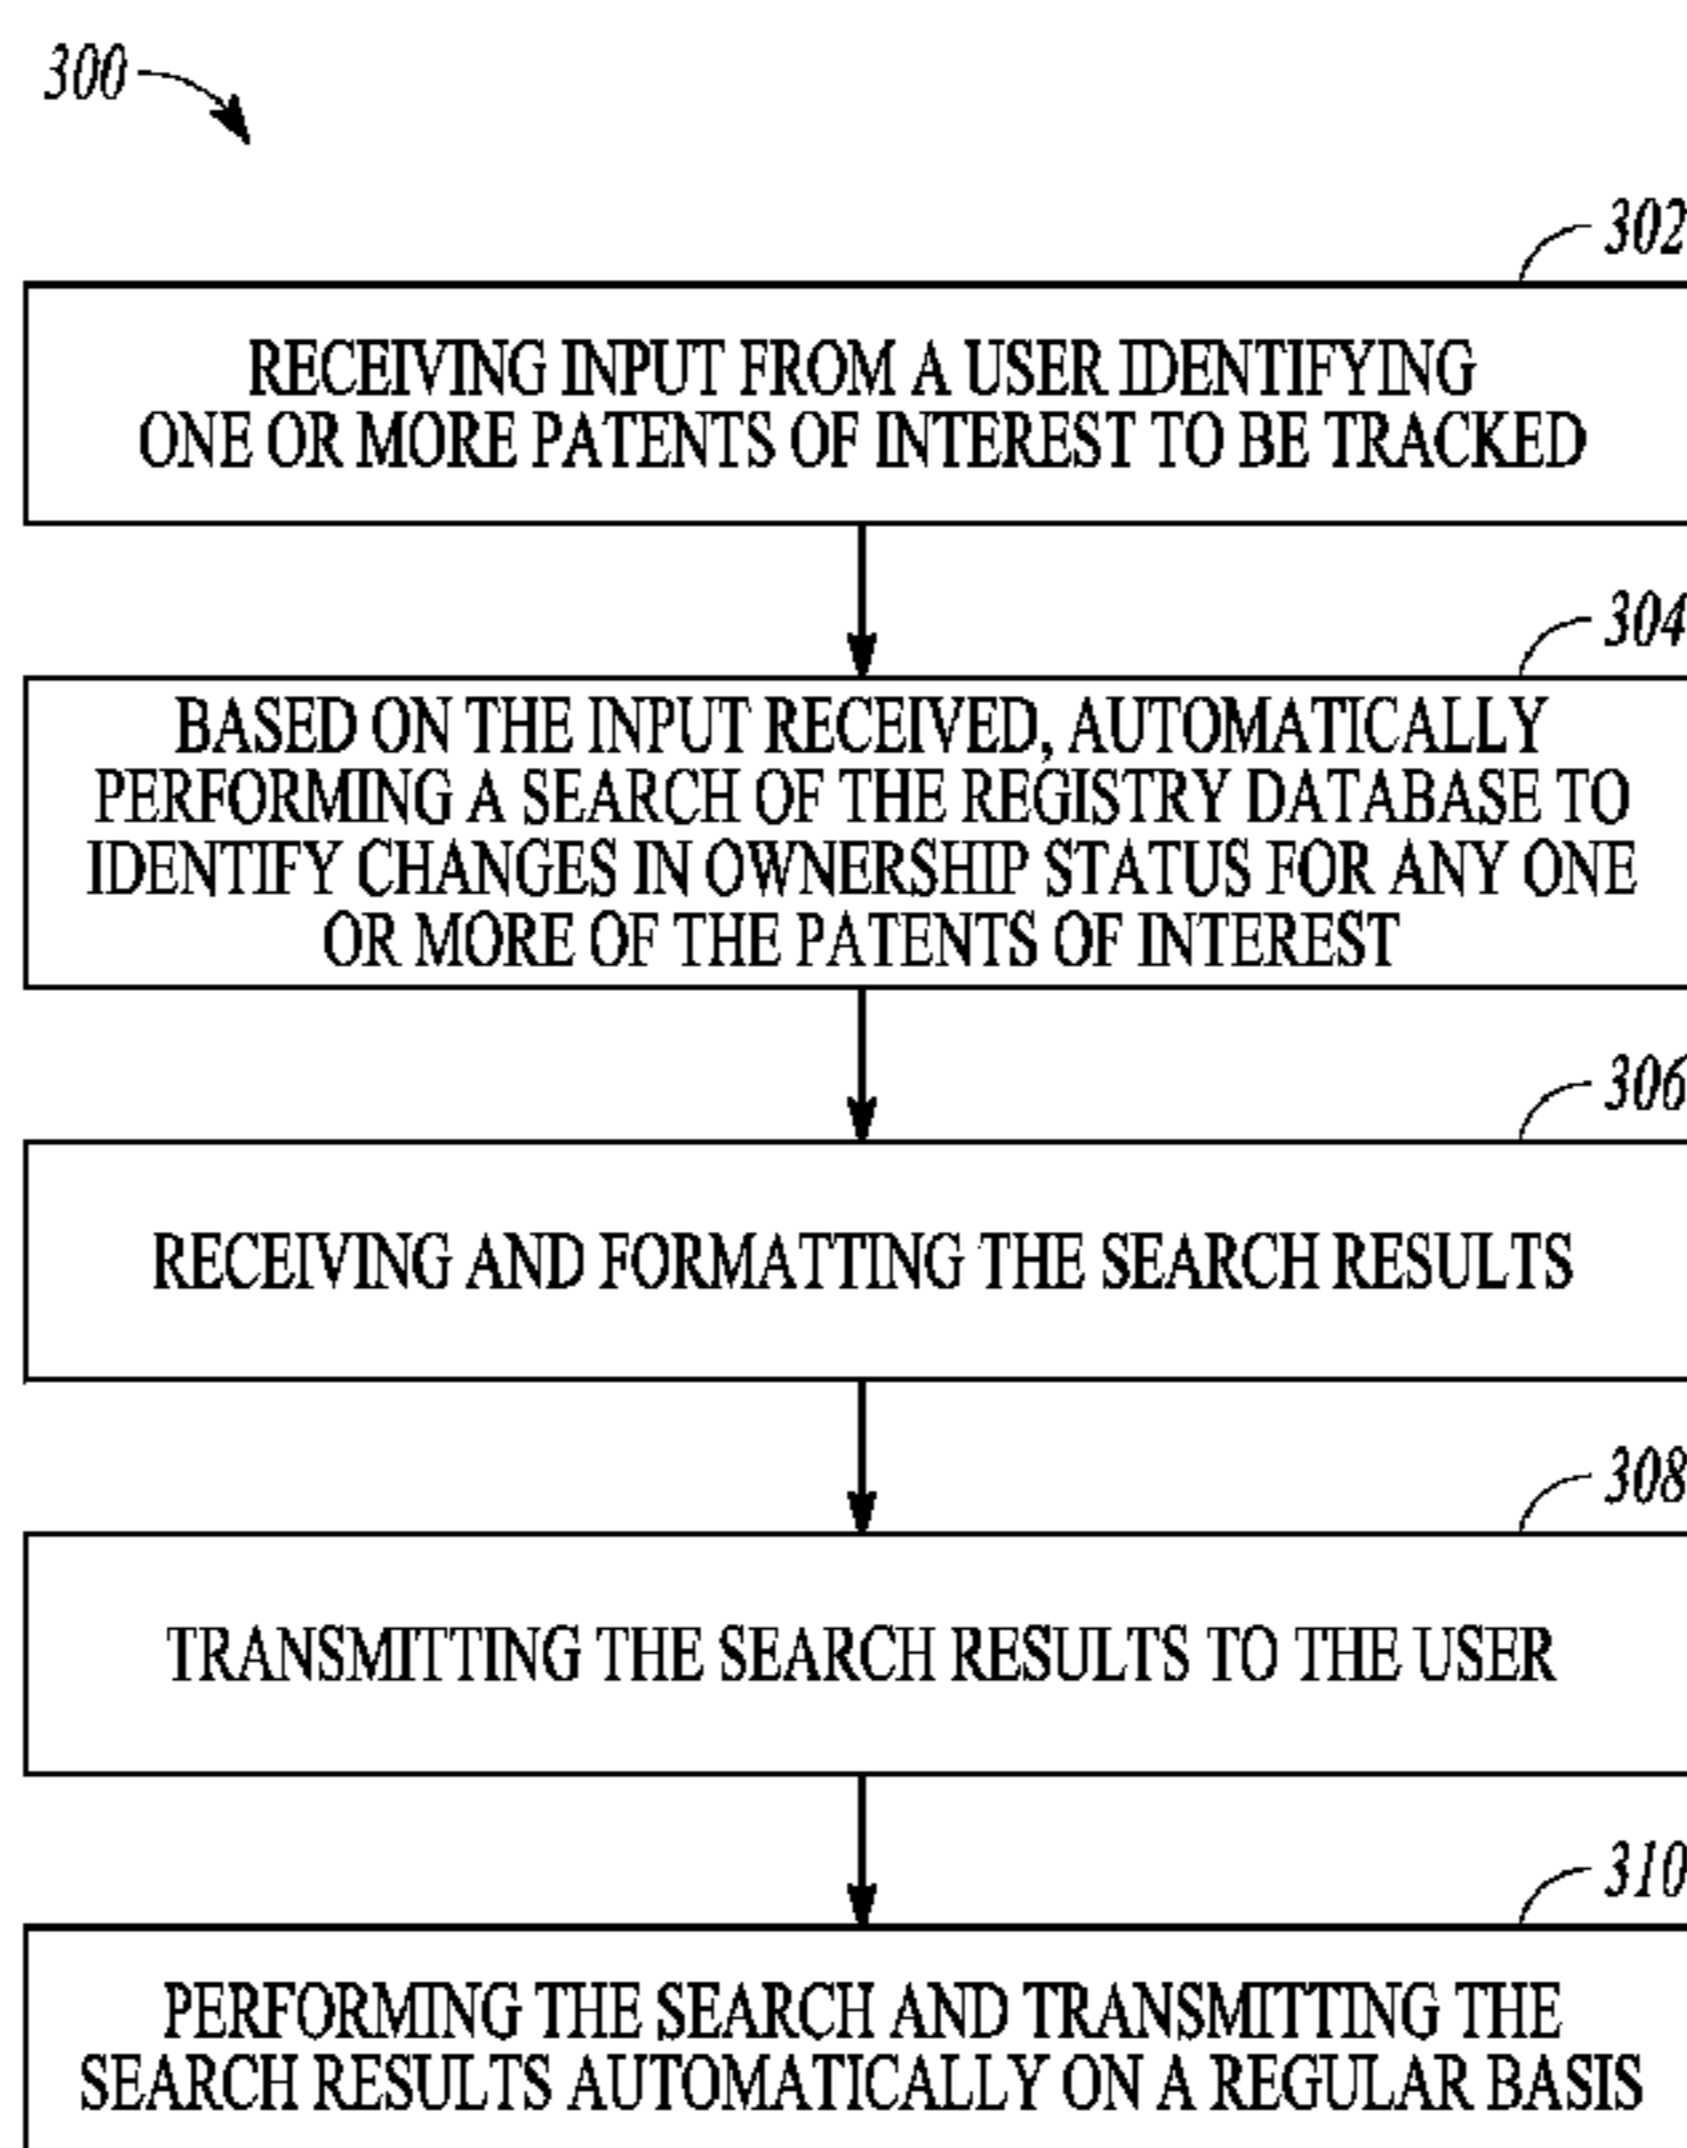 300
302
RECEIVING INPUT FROM A USER IDENTIFYING
ONE OR MORE PATENTS OF INTEREST TO BE TRACKED
304
BASED ON THE INPUT RECEIVED, AUTOMATICALLY
PERFORMING A SEARCH OF THE REGISTRY DATABASE TO
IDENTIFY CHANGES IN OWNERSHIP STATUS FOR ANY ONE
OR MORE OF THE PATENTS OF INTEREST
306
RECEIVING AND FORMATTING THE SEARCH RESULTS
308
TRANSMITTING THE SEARCH RESULTS TO THE USER
310
PERFORMING THE SEARCH AND TRANSMITTING THE
SEARCH RESULTS AUTOMATICALLY ON A REGULAR BASIS